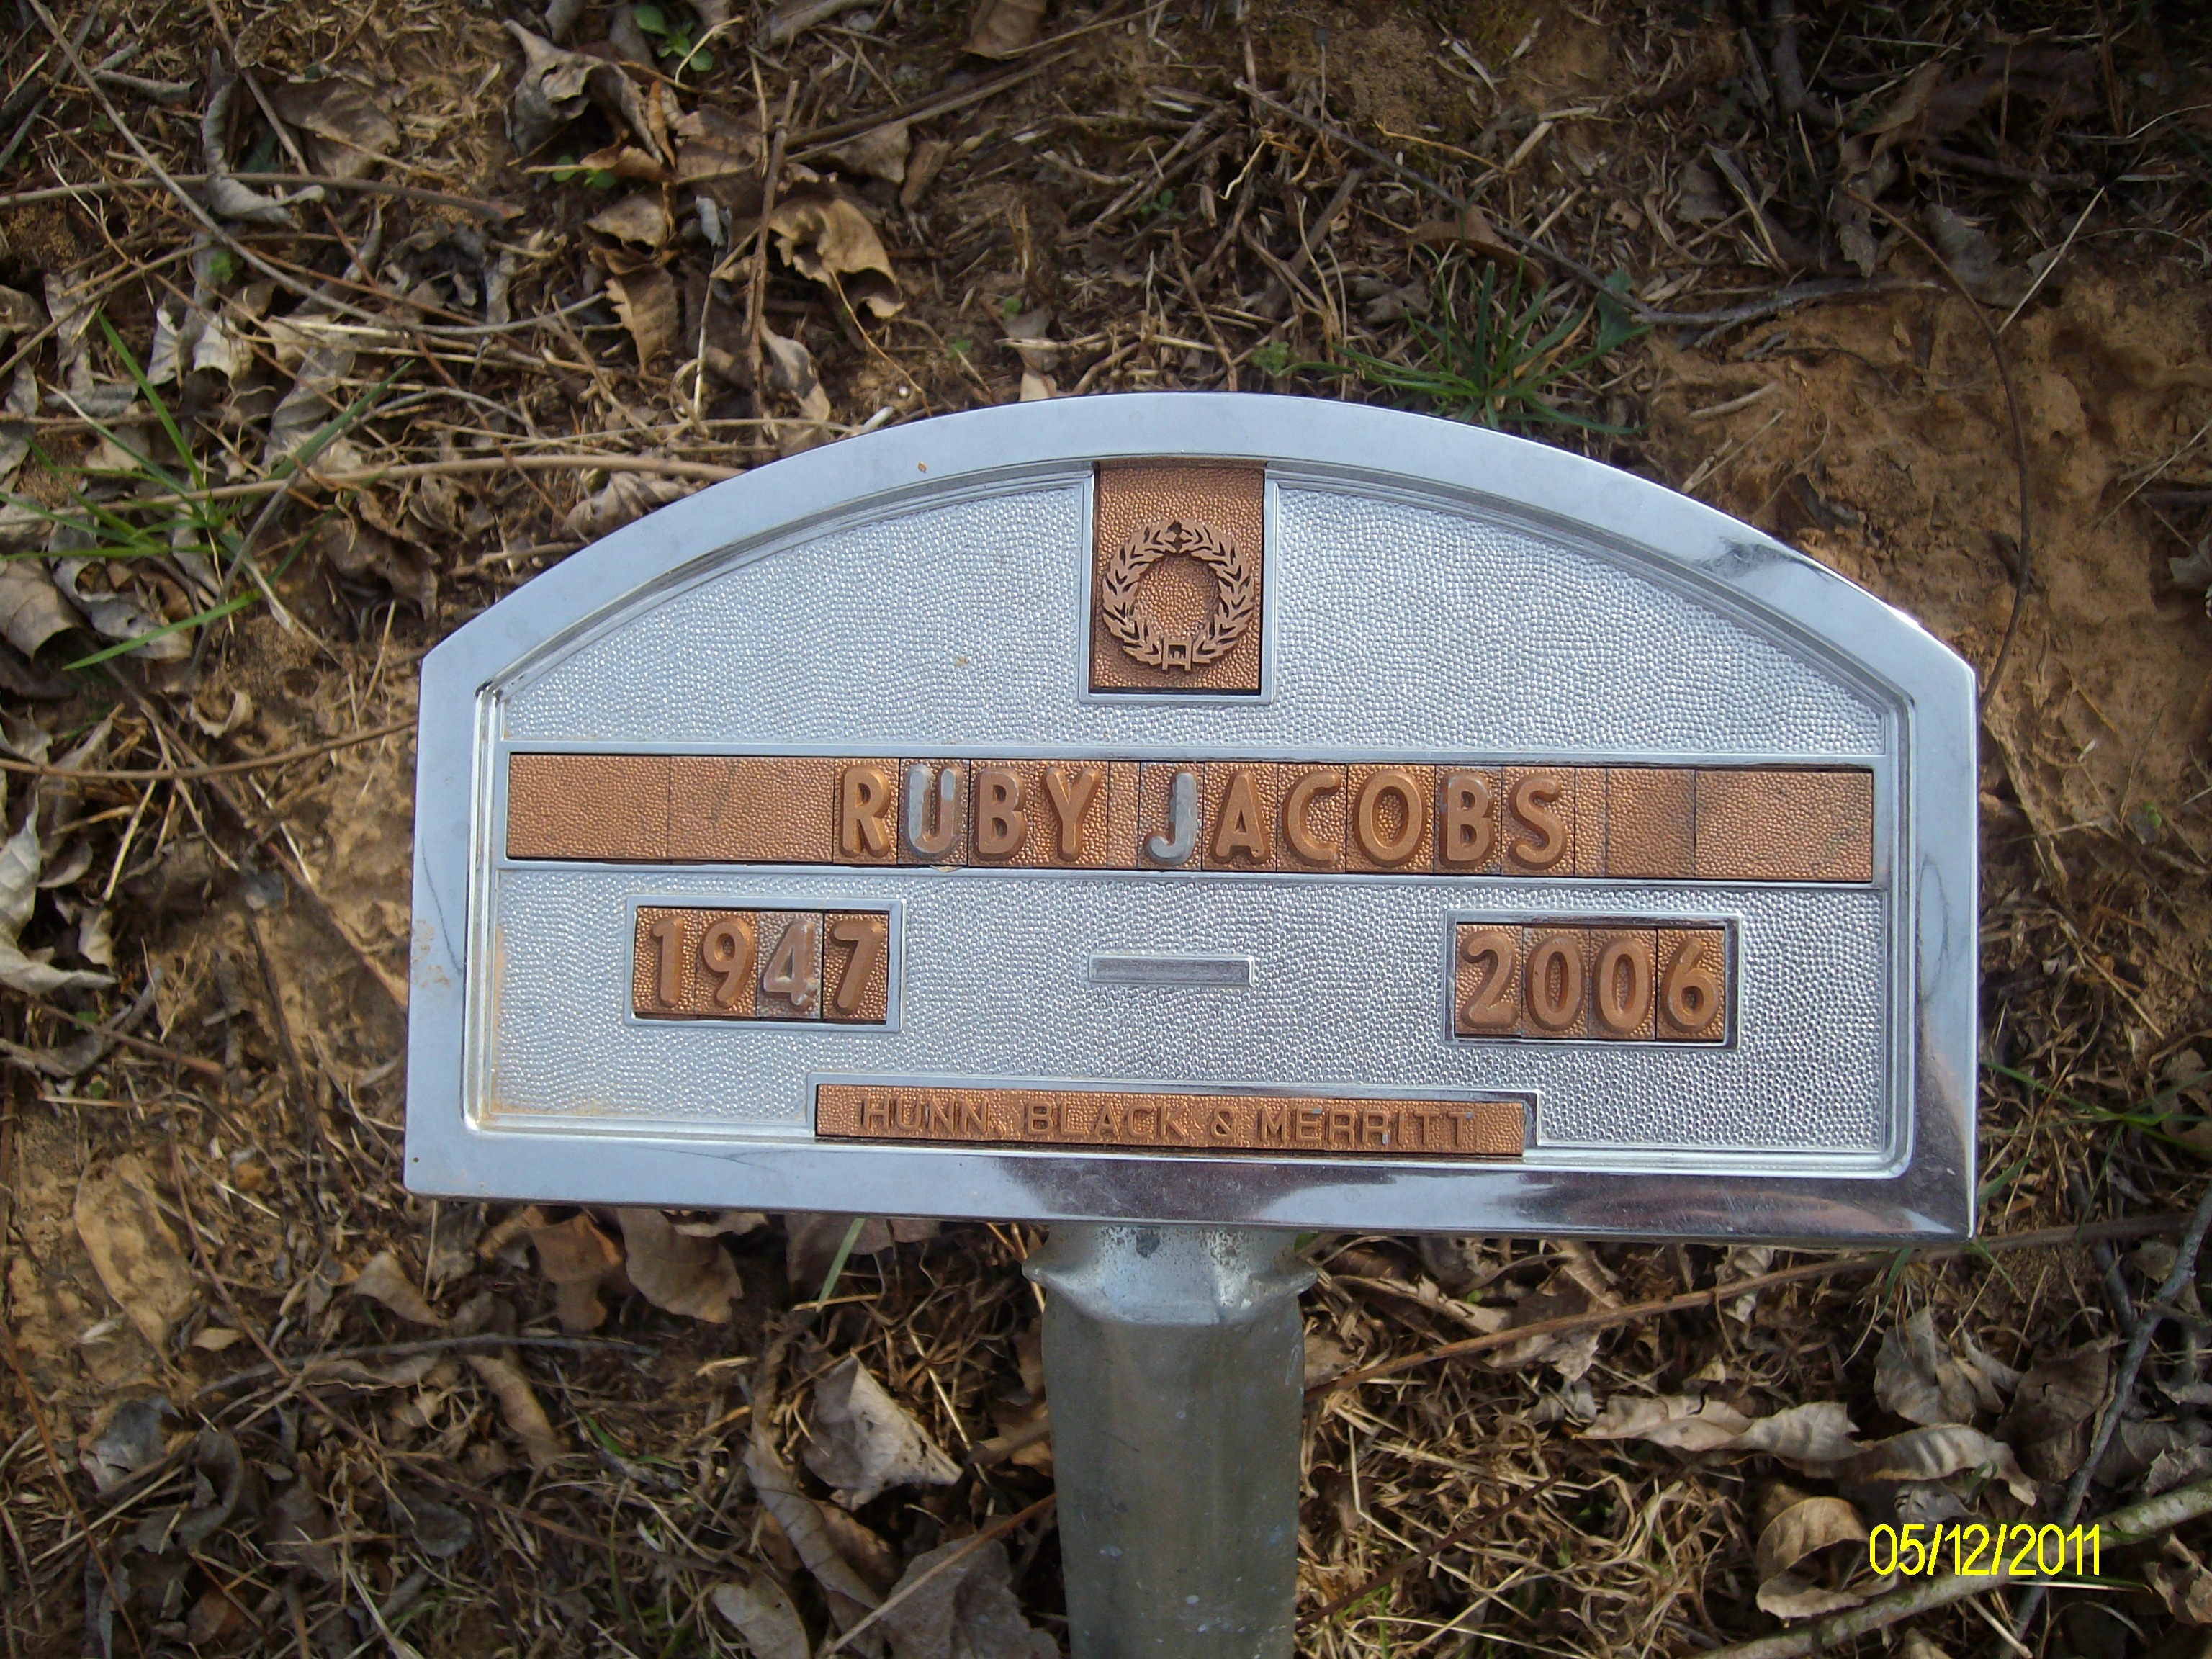 RUBY JACOBS
1947 — 2006
HUNN, BLACK & MERRITT
05/12/2011